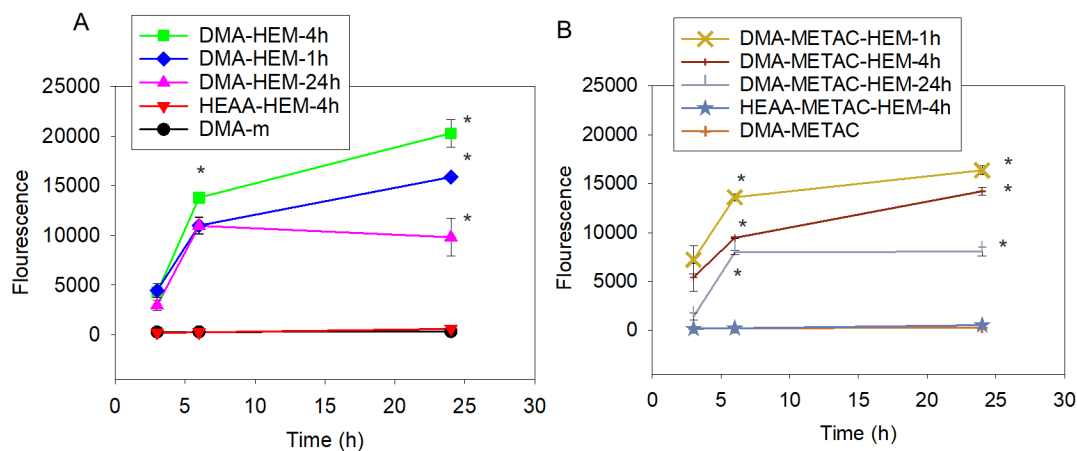 A
DMA-HEM-4h
DMA-HEM-1h
DMA-HEM-24h
HEAA-HEM-4h
DMA-m
25000
20000
15000
10000
5000
0
Flourescence
*
*
*
*
0 5 10 15 20 25 30
Time (h)
B
DMA-METAC-HEM-1h
DMA-METAC-HEM-4h
DMA-METAC-HEM-24h
HEAA-METAC-HEM-4h
DMA-METAC
25000
20000
15000
10000
5000
0
Flourescence
*
*
*
*
*
*
0 5 10 15 20 25 30
Time (h)